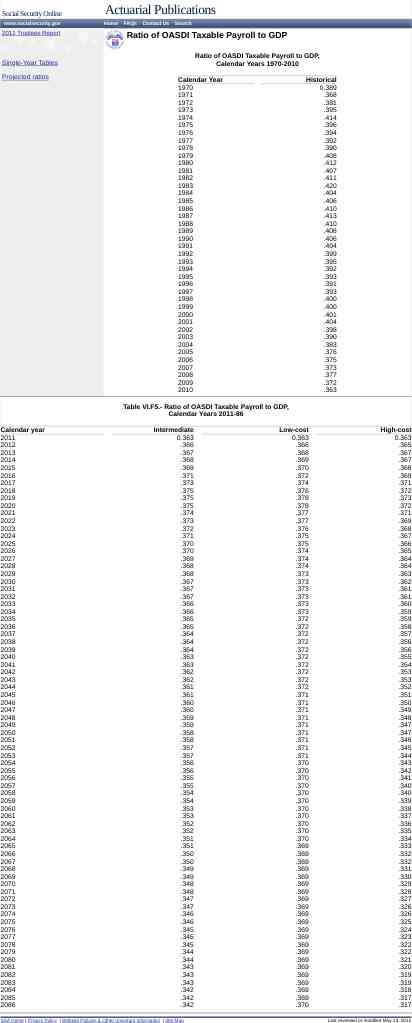 Social Security Online
Actuarial Publications
www.socialsecurity.gov Home FAQs Contact Us Search
2011 Trustees Report
Single-Year Tables
Projected ratios
Ratio of OASDI Taxable Payroll to GDP
Ratio of OASDI Taxable Payroll to GDP,
Calendar Years 1970-2010
Calendar Year Historical
1970 0.389
1971 .368
1972 .381
1973 .395
1974 .414
1975 .396
1976 .394
1977 .392
1978 .390
1979 .408
1980 .412
1981 .407
1982 .411
1983 .420
1984 .404
1985 .406
1986 .410
1987 .413
1988 .410
1989 .408
1990 .406
1991 .404
1992 .399
1993 .395
1994 .392
1995 .393
1996 .391
1997 .393
1998 .400
1999 .400
2000 .401
2001 .404
2002 .398
2003 .390
2004 .383
2005 .376
2006 .375
2007 .373
2008 .377
2009 .372
2010 .363
Table VI.F5.- Ratio of OASDI Taxable Payroll to GDP,
Calendar Years 2011-86
Calendar year Intermediate Low-cost High-cost
2011 0.363 0.363 0.363
2012 .366 .366 .365
2013 .367 .368 .367
2014 .368 .369 .367
2015 .369 .370 .368
2016 .371 .372 .369
2017 .373 .374 .371
2018 .375 .376 .372
2019 .375 .378 .373
2020 .375 .378 .372
2021 .374 .377 .371
2022 .373 .377 .369
2023 .372 .376 .368
2024 .371 .375 .367
2025 .370 .375 .366
2026 .370 .374 .365
2027 .369 .374 .364
2028 .368 .374 .364
2029 .368 .373 .363
2030 .367 .373 .362
2031 .367 .373 .361
2032 .367 .373 .361
2033 .366 .373 .360
2034 .366 .373 .359
2035 .365 .372 .359
2036 .365 .372 .358
2037 .364 .372 .357
2038 .364 .372 .356
2039 .364 .372 .356
2040 .363 .372 .355
2041 .363 .372 .354
2042 .362 .372 .353
2043 .362 .372 .353
2044 .361 .372 .352
2045 .361 .371 .351
2046 .360 .371 .350
2047 .360 .371 .349
2048 .359 .371 .348
2049 .359 .371 .347
2050 .358 .371 .347
2051 .358 .371 .346
2052 .357 .371 .345
2053 .357 .371 .344
2054 .356 .370 .343
2055 .356 .370 .342
2056 .355 .370 .341
2057 .355 .370 .340
2058 .354 .370 .340
2059 .354 .370 .339
2060 .353 .370 .338
2061 .353 .370 .337
2062 .352 .370 .336
2063 .352 .370 .335
2064 .351 .370 .334
2065 .351 .369 .333
2066 .350 .369 .332
2067 .350 .369 .332
2068 .349 .369 .331
2069 .349 .369 .330
2070 .348 .369 .329
2071 .348 .369 .328
2072 .347 .369 .327
2073 .347 .369 .326
2074 .346 .369 .326
2075 .346 .369 .325
2076 .345 .369 .324
2077 .346 .369 .323
2078 .345 .369 .322
2079 .344 .369 .322
2080 .344 .369 .321
2081 .343 .369 .320
2082 .343 .369 .319
2083 .343 .369 .319
2084 .342 .369 .318
2085 .342 .369 .317
2086 .342 .370 .317
SSA Home | Privacy Policy | Website Policies & Other Important Information | Site Map Last reviewed or modified May 13, 2011